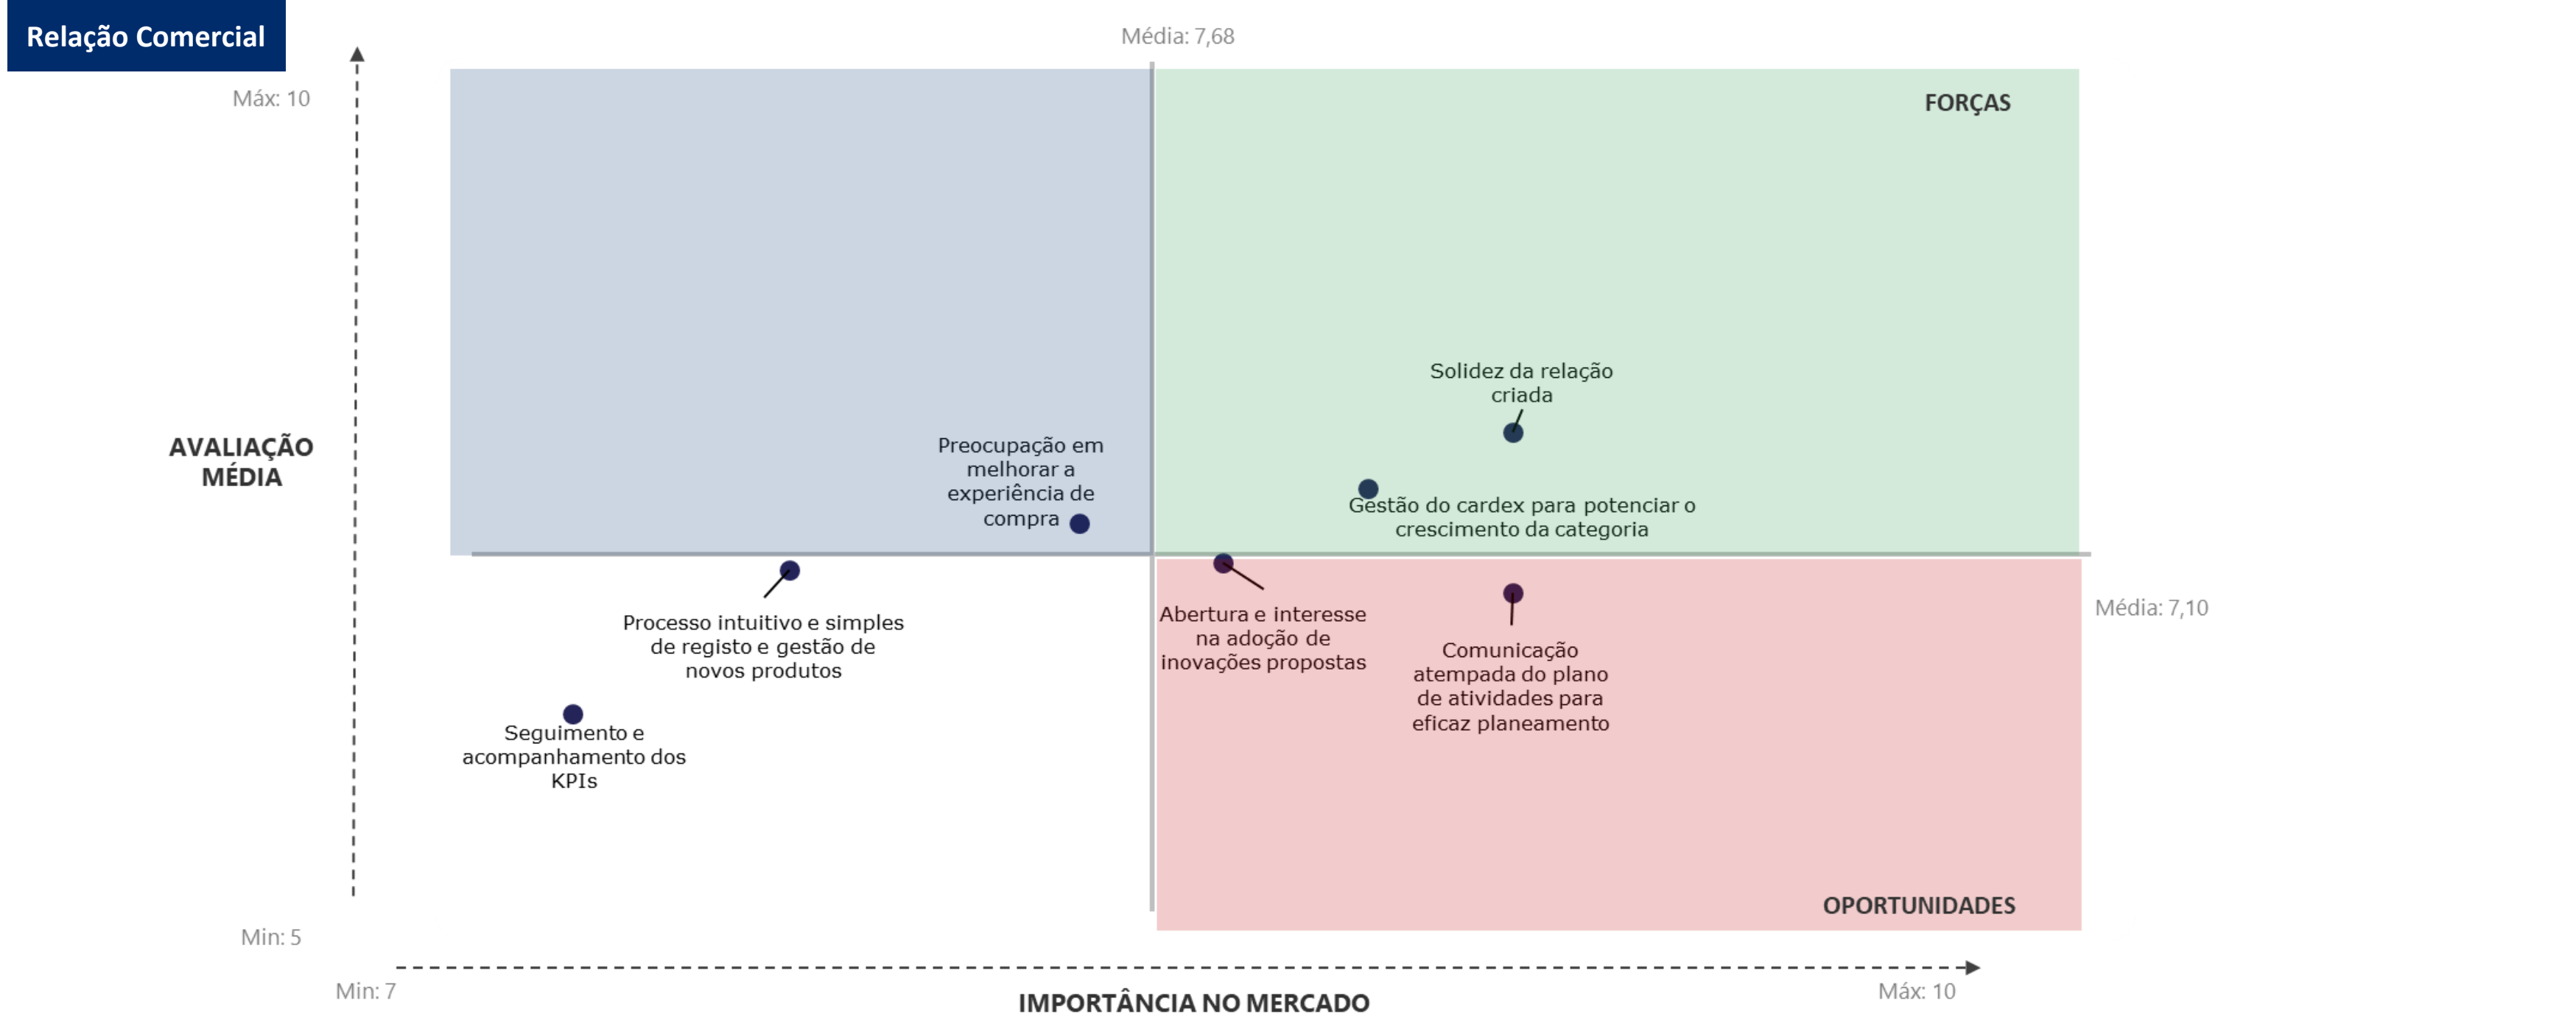 Relação Comercial
Média: 7,68
Máx: 10
FORÇAS
Solidez da relação
criada
AVALIAÇÃO
MÉDIA
Preocupação em
melhorar a
experiência de
compra
Gestão do cardex para potenciar o
crescimento da categoria
Média: 7,10
Processo intuitivo e simples
de registo e gestão de
novos produtos
Abertura e interesse
na adoção de
inovações propostas
Comunicação
atempada do plano
de atividades para
eficaz planeamento
Seguimento e
acompanhamento dos
KPIs
OPORTUNIDADES
Min: 5
Min: 7
IMPORTÂNCIA NO MERCADO
Máx: 10